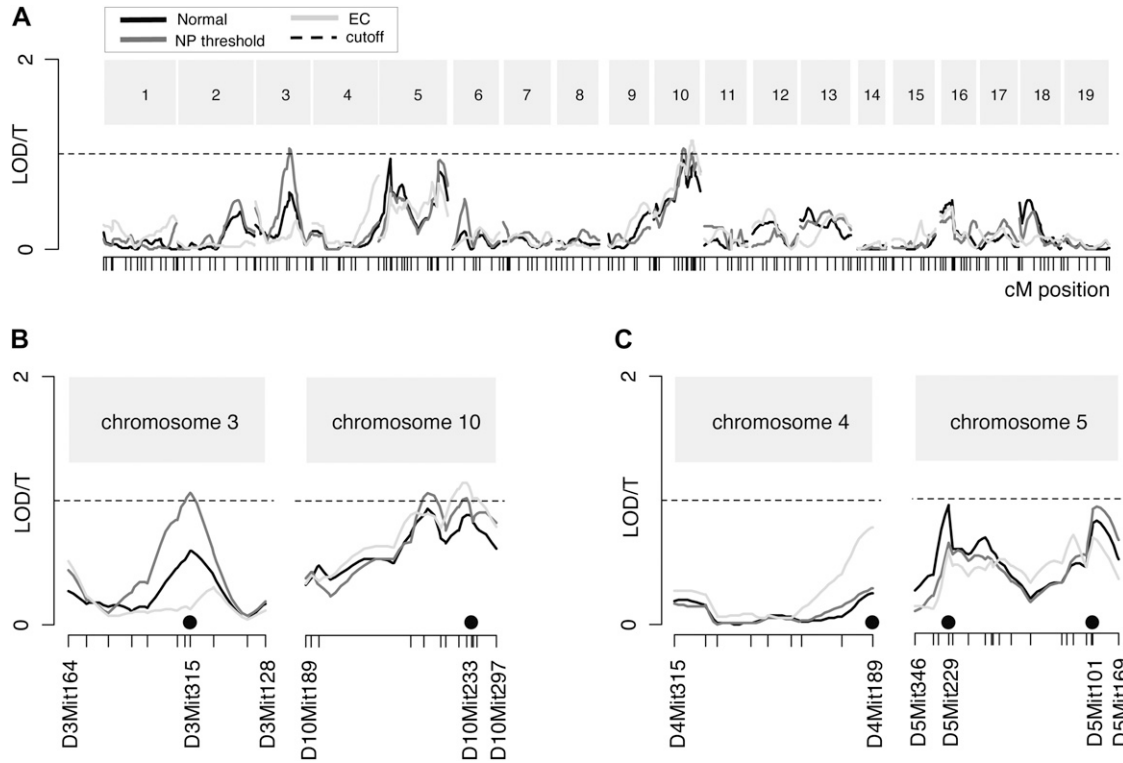 A
Normal
EC
NP threshold
cutoff
2
LOD/T
0
1 2 3 4 5 6 7 8 9 10 11 12 13 14 15 16 17 18 19
cM position
B
2
LOD/T
0
chromosome 3
chromosome 10
D3Mit164
D3Mit315
D3Mit128
D10Mit189
D10Mit233
D10Mit297
C
2
LOD/T
0
chromosome 4
chromosome 5
D4Mit315
D4Mit189
D5Mit346
D5Mit229
D5Mit101
D5Mit169